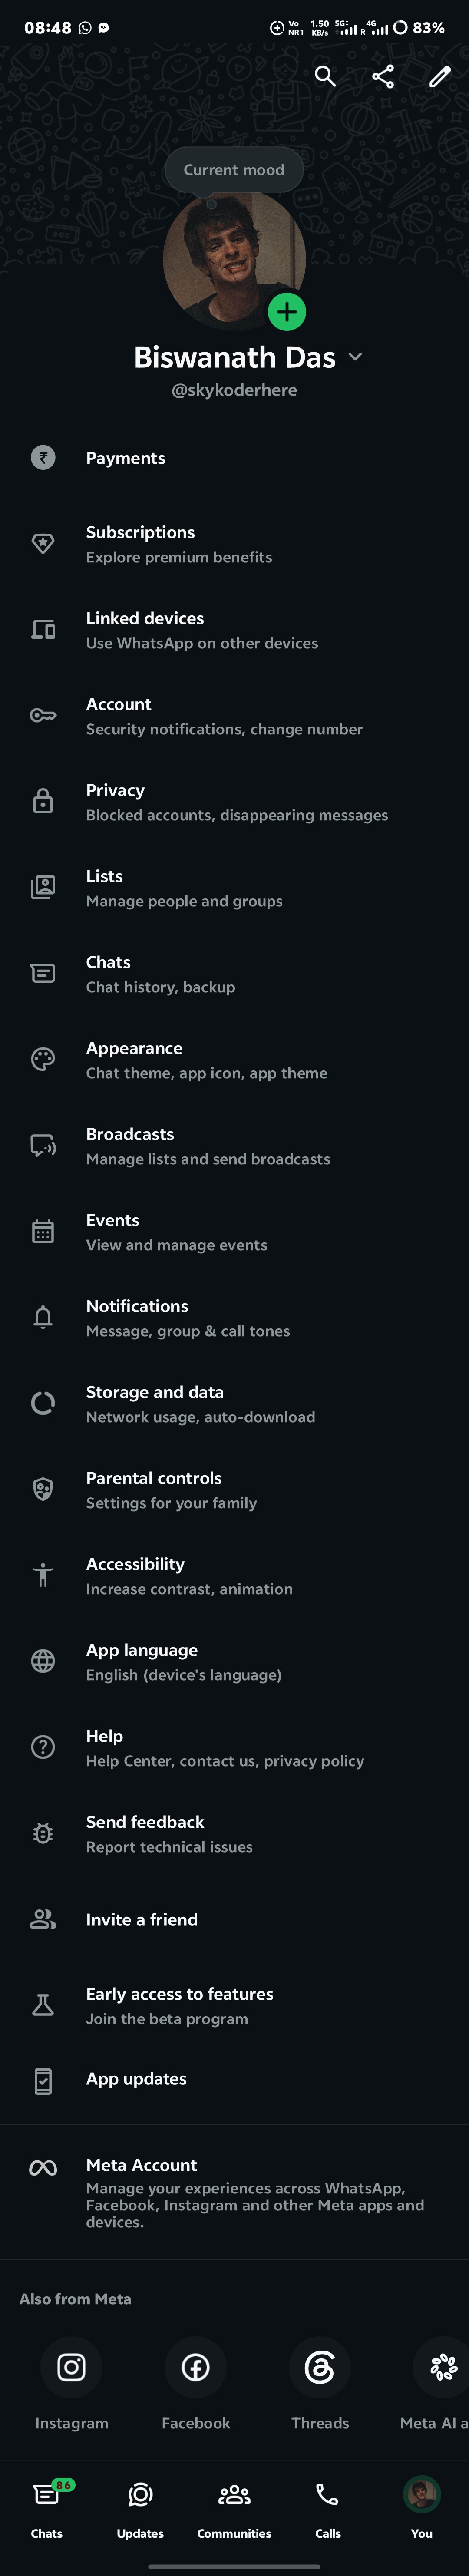 08:48 Vo NR1 1.50 KB/s 5G R 4G 83%
Current mood
Biswanath Das
@skykoderhere
₹
Payments
Subscriptions
Explore premium benefits
Linked devices
Use WhatsApp on other devices
Account
Security notifications, change number
Privacy
Blocked accounts, disappearing messages
Lists
Manage people and groups
Chats
Chat history, backup
Appearance
Chat theme, app icon, app theme
Broadcasts
Manage lists and send broadcasts
Events
View and manage events
Notifications
Message, group & call tones
Storage and data
Network usage, auto-download
Parental controls
Settings for your family
Accessibility
Increase contrast, animation
App language
English (device's language)
Help
Help Center, contact us, privacy policy
Send feedback
Report technical issues
Invite a friend
Early access to features
Join the beta program
App updates
Meta Account
Manage your experiences across WhatsApp,
Facebook, Instagram and other Meta apps and
devices.
Also from Meta
Instagram Facebook Threads Meta AI a
86
Chats Updates Communities Calls You